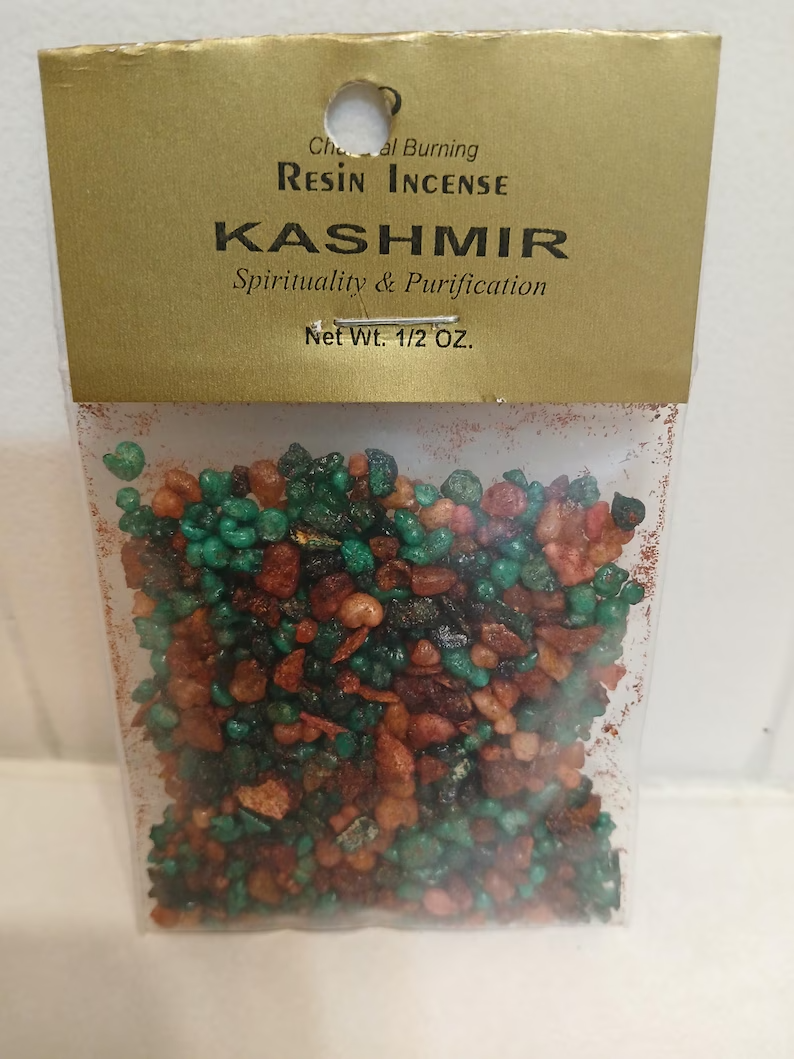 Burning
Resin Incense
KASHMIR
Spirituality & Purification
Net Wt. 1/2 OZ.